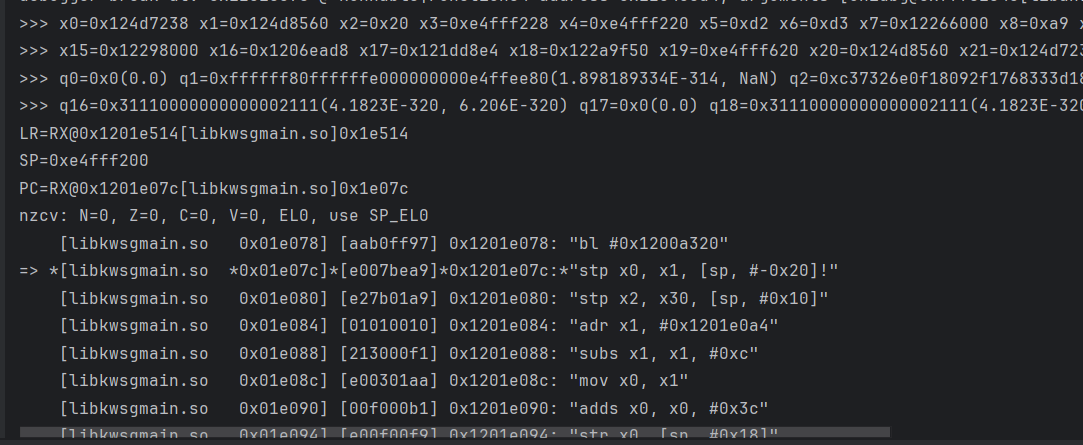 >>> x0=0x124d7238 x1=0x124d8560 x2=0x20 x3=0xe4fff228 x4=0xe4fff220 x5=0xd2 x6=0xd3 x7=0x12266000 x8=0xa9 x
>>> x15=0x12298000 x16=0x1206ead8 x17=0x121dd8e4 x18=0x122a9f50 x19=0xe4fff620 x20=0x124d8560 x21=0x124d723
>>> q0=0x0(0.0) q1=0xffffff80ffffffe000000000e4ffee80(1.898189334E-314, NaN) q2=0xc37326e0f18092f1768333d18
>>> q16=0x31110000000000002111(4.1823E-320, 6.206E-320) q17=0x0(0.0) q18=0x31110000000000002111(4.1823E-320
LR=RX@0x1201e514[libkwsgmain.so]0x1e514
SP=0xe4fff200
PC=RX@0x1201e07c[libkwsgmain.so]0x1e07c
nzcv: N=0, Z=0, C=0, V=0, EL0, use SP_EL0
[libkwsgmain.so 0x01e078] [aab0ff97] 0x1201e078: "bl #0x1200a320"
=> *[libkwsgmain.so *0x01e07c]*[e007bea9]*0x1201e07c:*"stp x0, x1, [sp, #-0x20]!"
[libkwsgmain.so 0x01e080] [e27b01a9] 0x1201e080: "stp x2, x30, [sp, #0x10]"
[libkwsgmain.so 0x01e084] [01010010] 0x1201e084: "adr x1, #0x1201e0a4"
[libkwsgmain.so 0x01e088] [213000f1] 0x1201e088: "subs x1, x1, #0xc"
[libkwsgmain.so 0x01e08c] [e00301aa] 0x1201e08c: "mov x0, x1"
[libkwsgmain.so 0x01e090] [00f000b1] 0x1201e090: "adds x0, x0, #0x3c"
[libkwsgmain.so 0x01e094] [e00f00f9] 0x1201e094: "str x0, [sp, #0x18]"